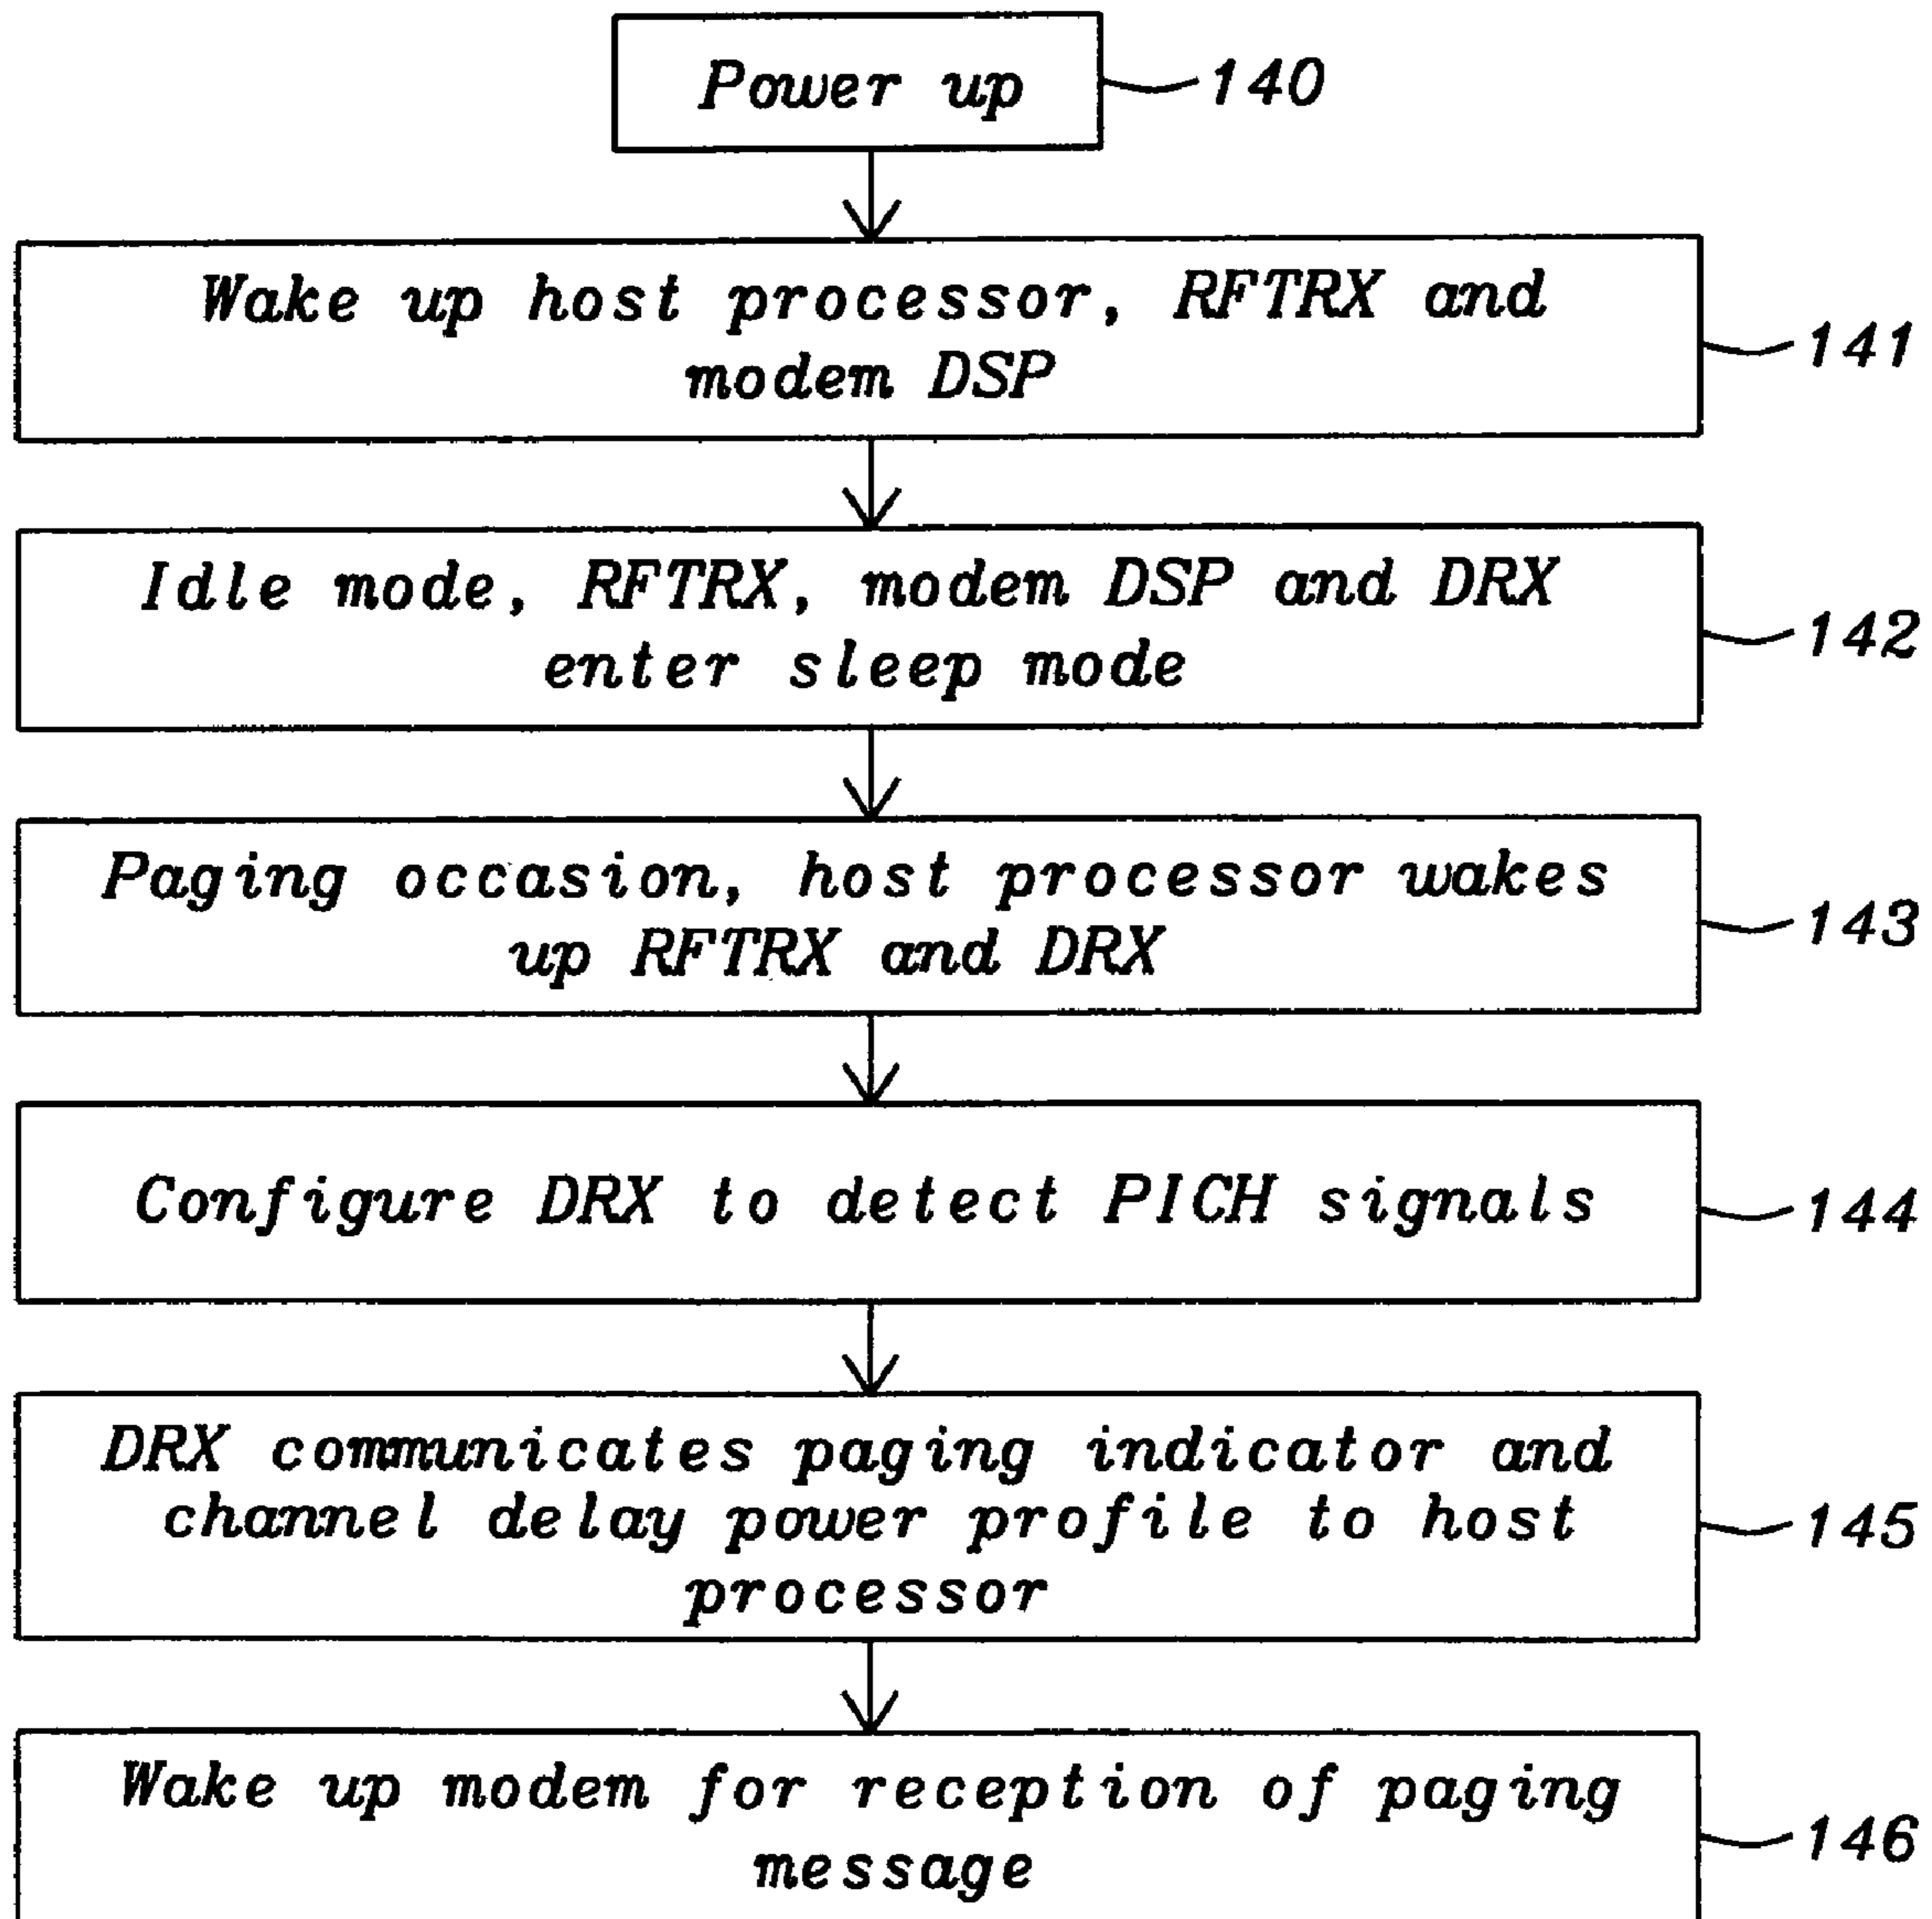 Power up
140
Wake up host processor, RFTRX and
modem DSP
141
Idle mode, RFTRX, modem DSP and DRX
enter sleep mode
142
Paging occasion, host processor wakes
up RFTRX and DRX
143
Configure DRX to detect PICH signals
144
DRX communicates paging indicator and
channel delay power profile to host
processor
145
Wake up modem for reception of paging
message
146